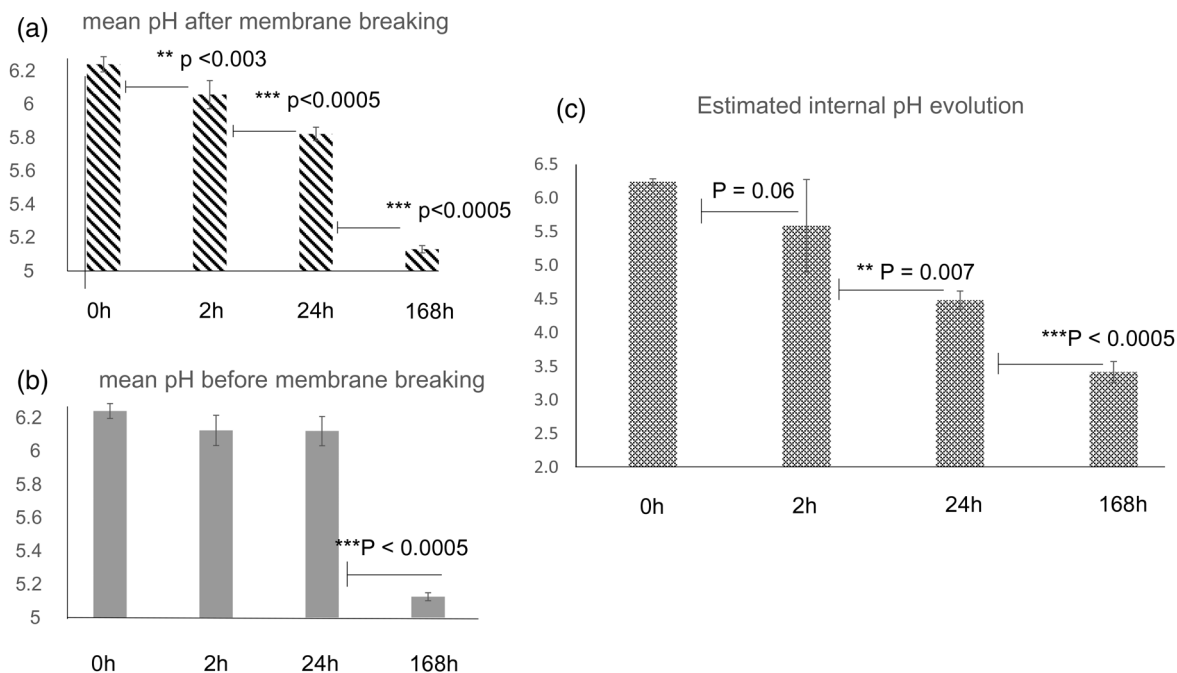 (a)
mean pH after membrane breaking
6.2
6
5.8
5.6
5.4
5.2
5
** p <0.003
*** p<0.0005
*** p<0.0005
0h 2h 24h 168h
(b)
mean pH before membrane breaking
6.2
6
5.8
5.6
5.4
5.2
5
***P < 0.0005
0h 2h 24h 168h
(c)
Estimated internal pH evolution
6.5
6.0
5.5
5.0
4.5
4.0
3.5
3.0
2.5
2.0
P = 0.06
** P = 0.007
***P < 0.0005
0h 2h 24h 168h